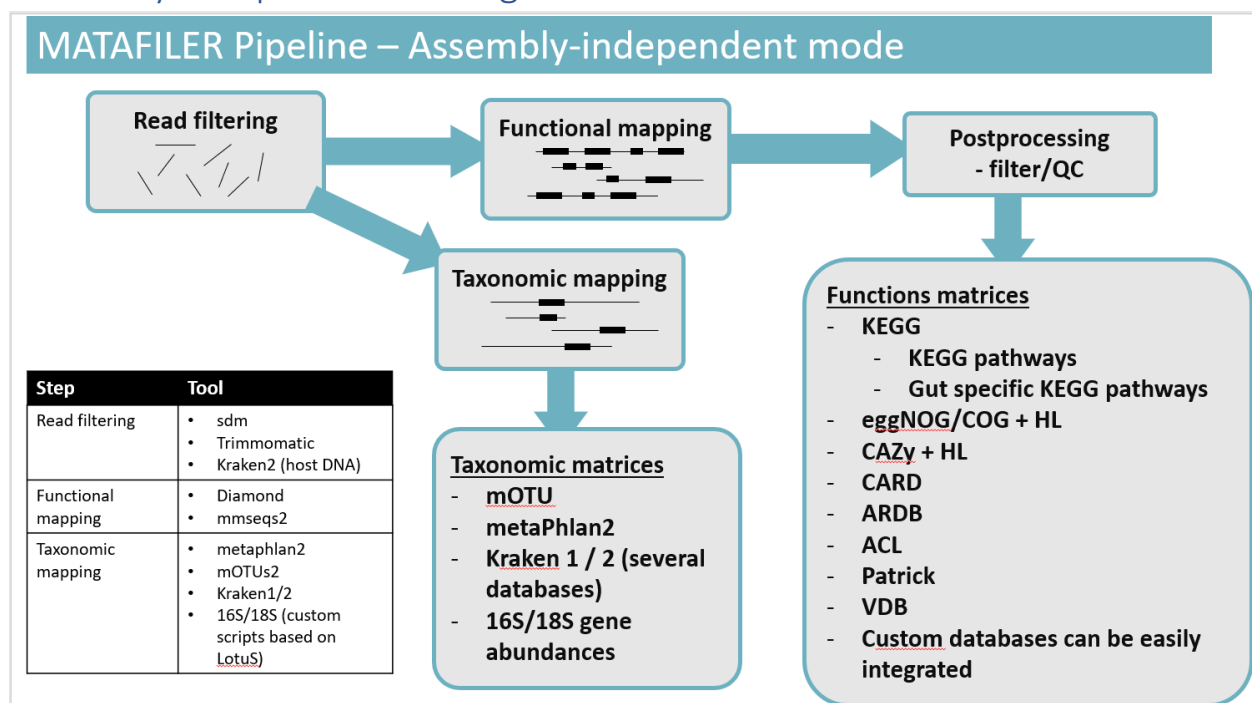 MATAFILER Pipeline – Assembly-independent mode
Read filtering
Functional mapping
Postprocessing
- filter/QC
Taxonomic mapping
Functions matrices
- KEGG
- KEGG pathways
- Gut specific KEGG pathways
- eggNOG/COG + HL
- CAZy + HL
- CARD
- ARDB
- ACL
- Patrick
- VDB
- Custom databases can be easily
integrated
Taxonomic matrices
- mOTU
- metaPhlan2
- Kraken 1 / 2 (several
databases)
- 16S/18S gene
abundances
Step Tool
Read filtering • sdm
• Trimmomatic
• Kraken2 (host DNA)
Functional • Diamond
mapping • mmseqs2
Taxonomic • metaphlan2
mapping • mOTUs2
• Kraken1/2
• 16S/18S (custom
scripts based on
LotuS)